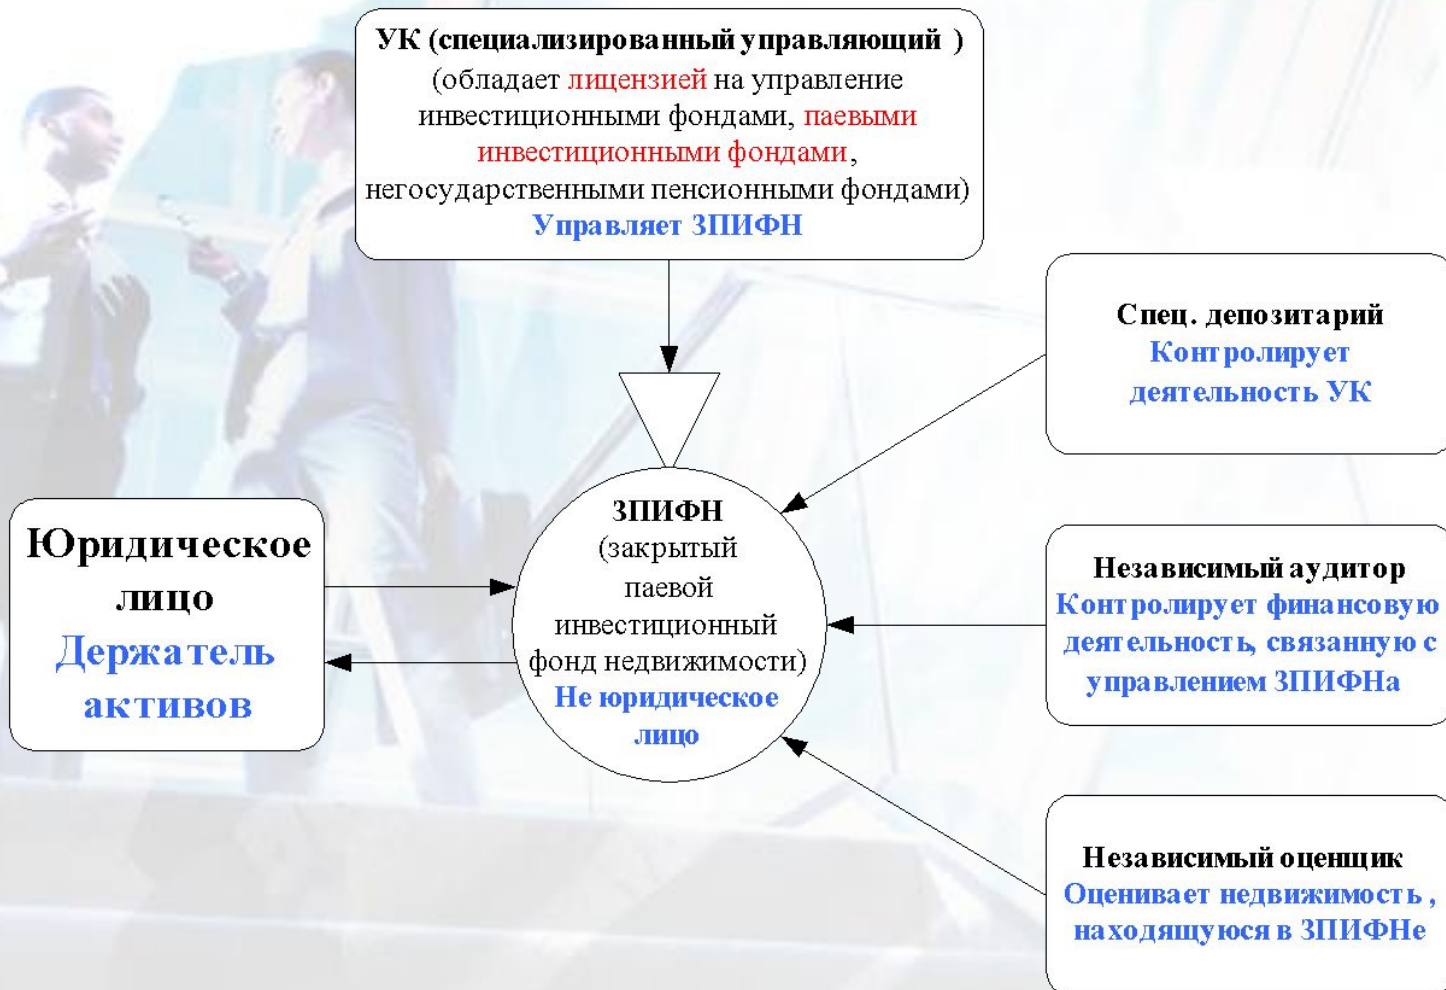 УК (специализированный управляющий )
(обладает лицензией на управление
инвестиционными фондами, паевыми
инвестиционными фондами,
негосударственными пенсионными фондами)
Управляет ЗПИФН
Спец. депозитарий
Контролирует
деятельность УК
Юридическое
лицо
Держатель
активов
ЗПИФН
(закрытый
паевой
инвестиционный
фонд недвижимости)
Не юридическое
лицо
Независимый аудитор
Контролирует финансовую
деятельность, связанную с
управлением ЗПИФНа
Независимый оценщик
Оценивает недвижимость ,
находящуюся в ЗПИФНе